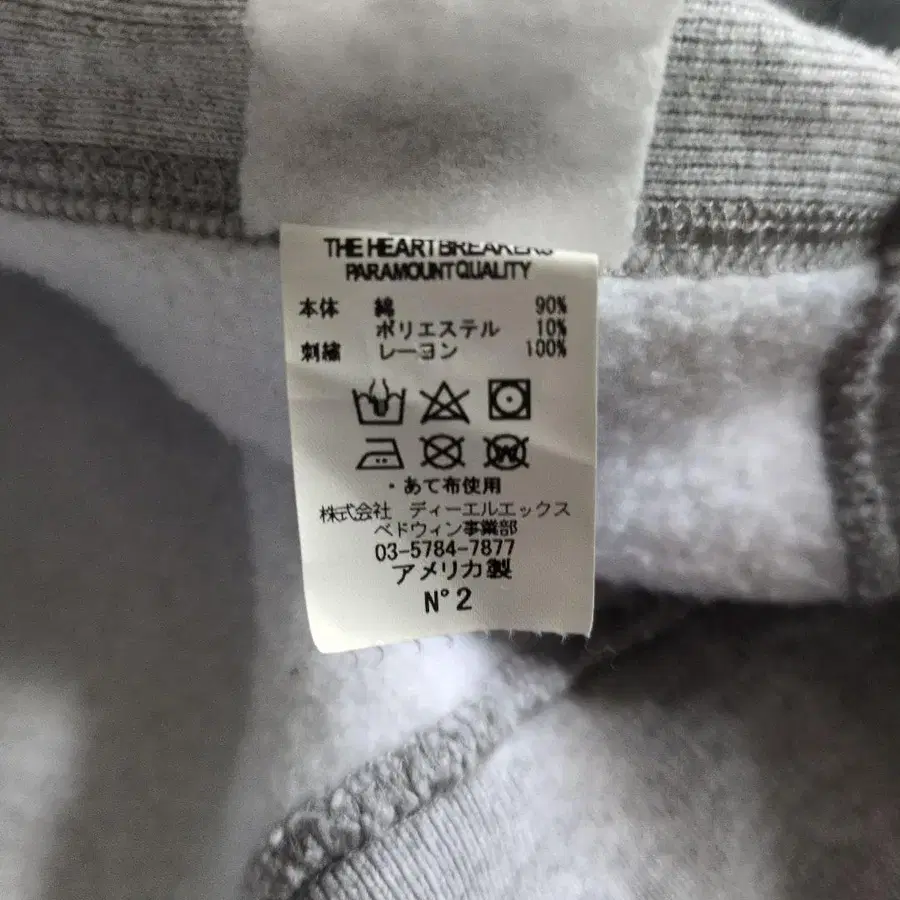 THE HEARTBREAKERS
PARAMOUNT QUALITY
本体 綿 90%
ポリエステル 10%
刺繍 レーヨン 100%
W
・あて布使用
株式会社 ディーエルエックス
ベドウィン事業部
03-5784-7877
アメリカ製
N°2